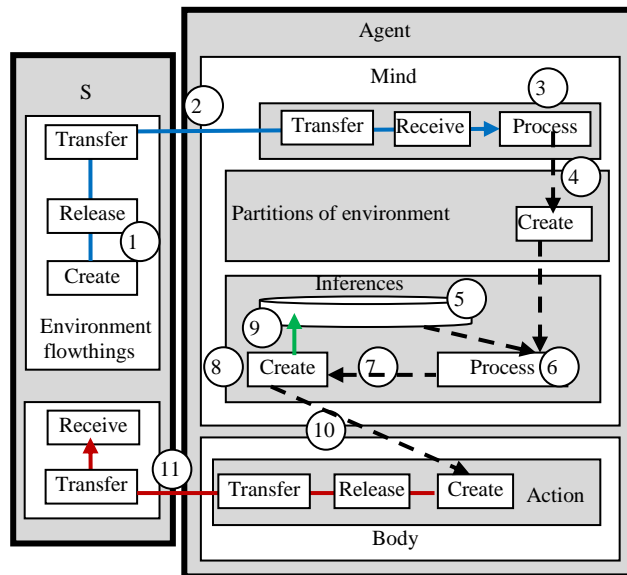 Agent
S
Mind
2
3
Transfer
Transfer
Receive
Process
4
Release
Partitions of environment
Create
1
Create
Inferences
5
Environment
flowthings
9
8
Create
7
Process
6
Receive
10
11
Transfer
Transfer
Release
Create
Action
Body